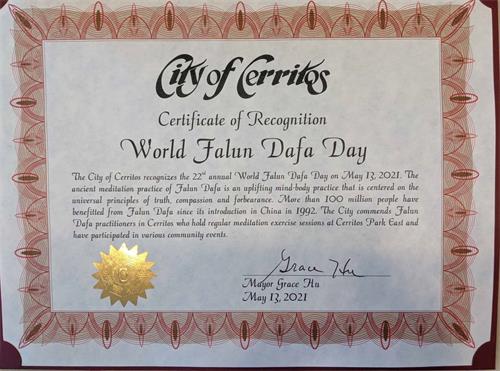 City of Cerritos
Certificate of Recognition
World Falun Dafa Day
The City of Cerritos recognizes the 22nd annual World Falun Dafa Day on May 13, 2021. The
ancient meditation practice of Falun Dafa is an uplifting mind-body practice that is centered on the
universal principles of truth, compassion and forbearance. More than 100 million people have
benefitted from Falun Dafa since its introduction in China in 1992. The City commends Falun
Dafa practitioners in Cerritos who hold regular meditation exercise sessions at Cerritos Park East and
have participated in various community events.
Grace Hu
Mayor Grace Hu
May 13, 2021